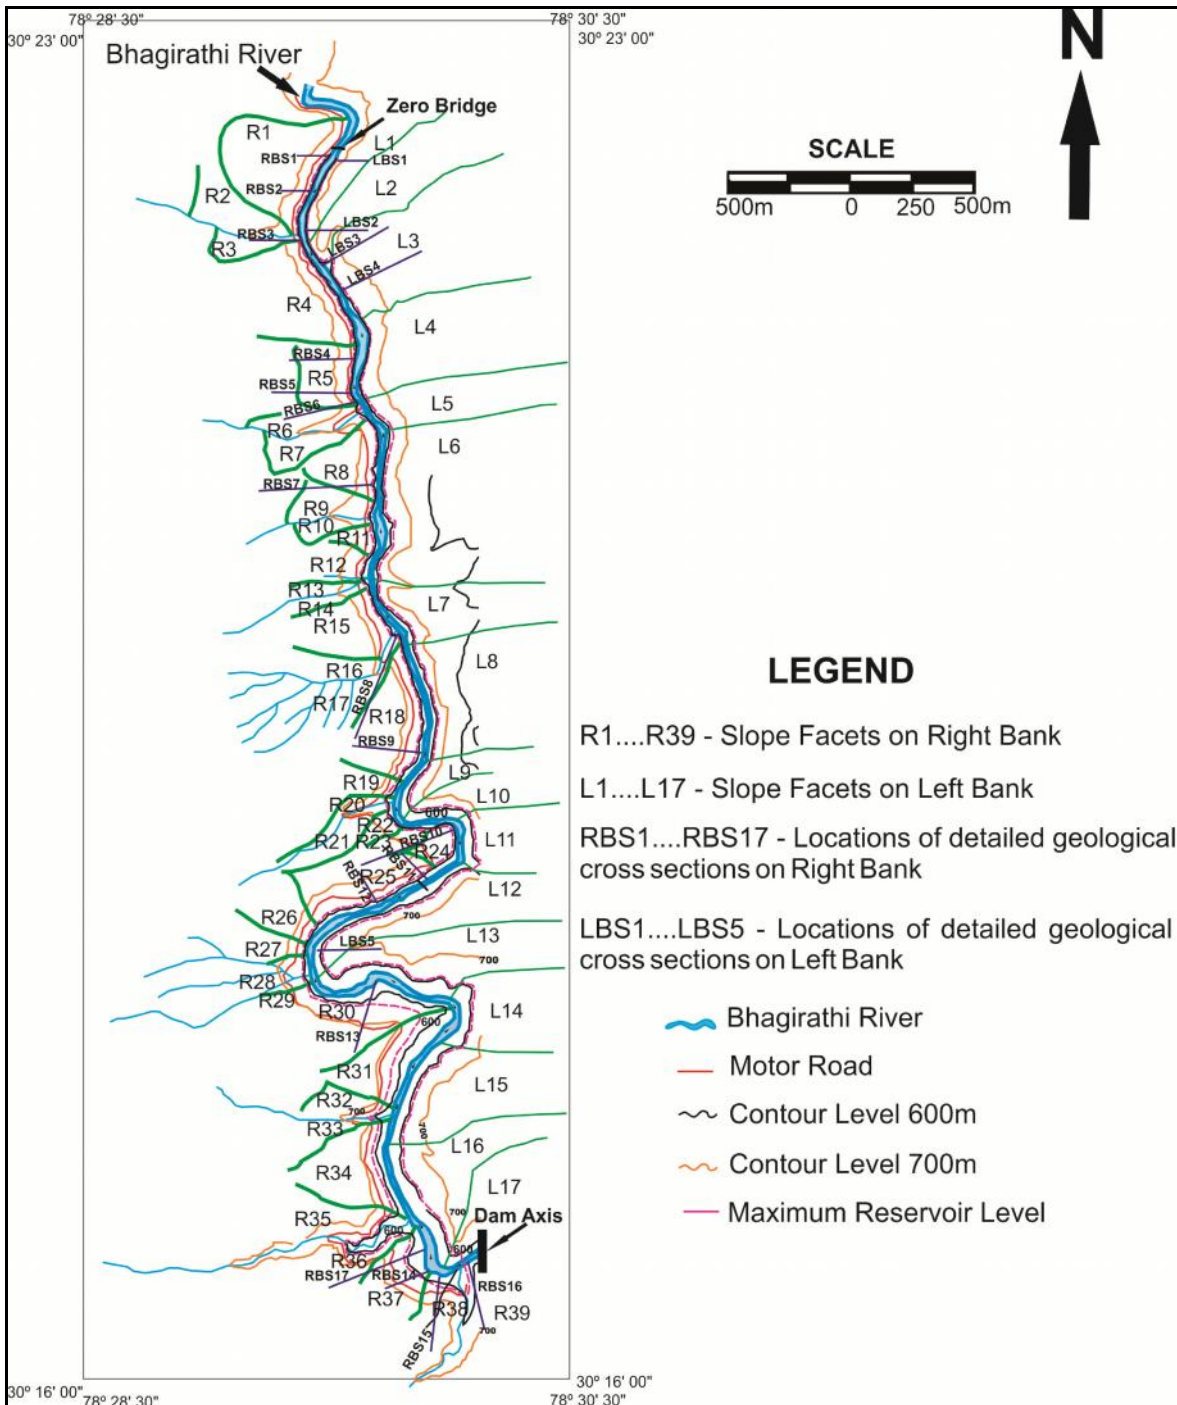 78° 28' 30"
78° 30' 30"
30° 23' 00"
30° 23' 00"
N
Bhagirathi River
Zero Bridge
R1
L1
RBS1
LBS1
SCALE
500m 0 250 500m
RBS2
L2
R2
LBS2
RBS3
R3
LBS3
L3
LBS4
R4
L4
RBS4
R5
RBS5
L5
RBS6
R6
L6
R7
R8
RBS7
R9
R10
R11
R12
R13
L7
R14
R15
L8
R16
R17
RBS8
R18
RBS9
L9
R19
L10
R20
600
R22
RBS10
L11
R21
R23
R24
RBS11
R25
RBS12
L12
700
R26
L13
LBS5
R27
700
R28
R29
R30
L14
600
RBS13
R31
L15
R32
700
R33
700
L16
R34
L17
R35
700
Dam Axis
600
600
R36
RBS17
RBS14
RBS16
R37
R38
R39
RBS15
700
LEGEND
R1....R39 - Slope Facets on Right Bank
L1....L17 - Slope Facets on Left Bank
RBS1....RBS17 - Locations of detailed geological
cross sections on Right Bank
LBS1....LBS5 - Locations of detailed geological
cross sections on Left Bank
Bhagirathi River
Motor Road
Contour Level 600m
Contour Level 700m
Maximum Reservoir Level
30° 16' 00"
30° 16' 00"
78° 28' 30"
78° 30' 30"